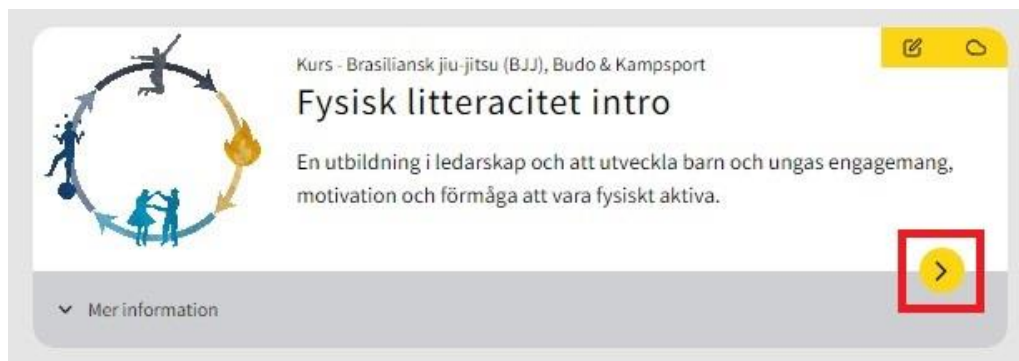 Kurs - Brasiliansk jiu-jitsu (BJJ), Budo & Kampsport
Fysisk litteracitet intro
En utbildning i ledarskap och att utveckla barn och ungas engagemang,
motivation och förmåga att vara fysiskt aktiva.
Mer information